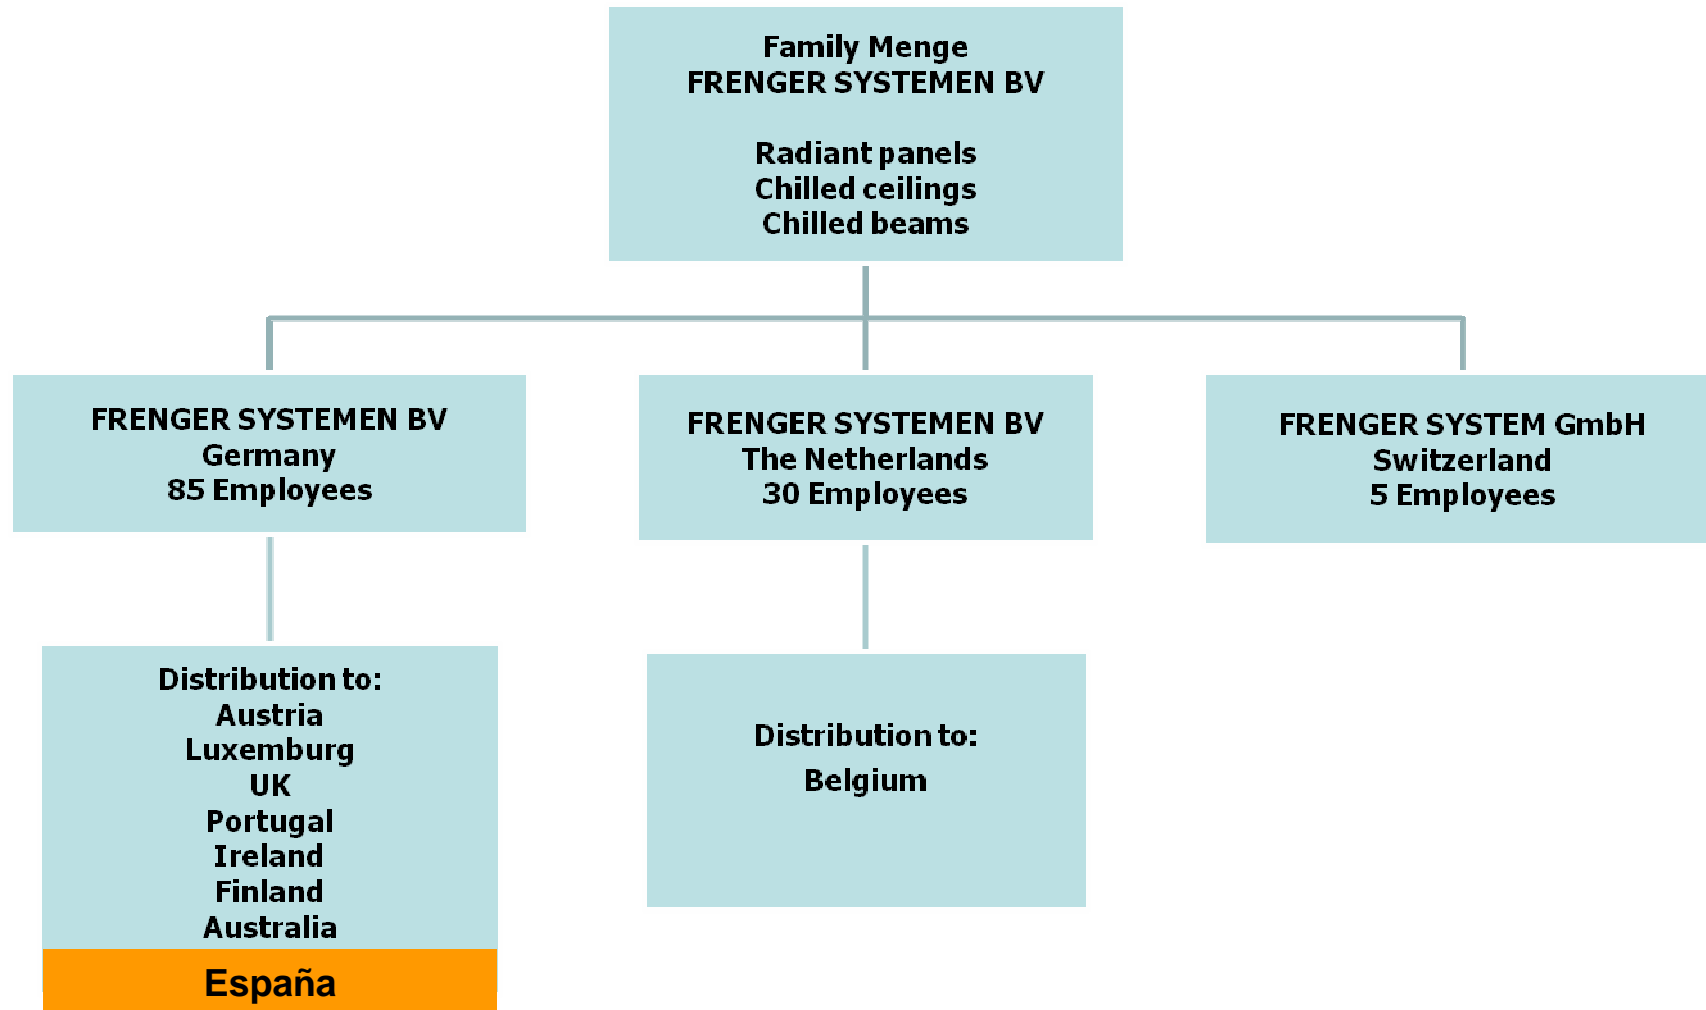 Family Menge
FRENGER SYSTEMEN BV
Radiant panels
Chilled ceilings
Chilled beams
FRENGER SYSTEMEN BV
Germany
85 Employees
FRENGER SYSTEMEN BV
The Netherlands
30 Employees
FRENGER SYSTEM GmbH
Switzerland
5 Employees
Distribution to:
Austria
Luxemburg
UK
Portugal
Ireland
Finland
Australia
España
Distribution to:
Belgium